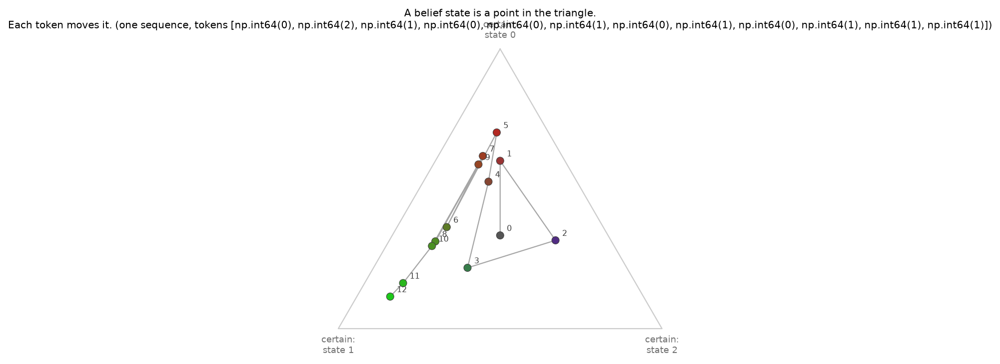 A belief state is a point in the triangle.
Each token moves it. (one sequence, tokens [np.int64(0), np.int64(2), np.int64(1), np.int64(0), np.int64(0), np.int64(1), np.int64(0), np.int64(1), np.int64(0), np.int64(1), np.int64(1), np.int64(1)])
certain:
state 0
5
7
1
9
4
6
0
2
8
10
3
11
12
certain:
state 1
certain:
state 2